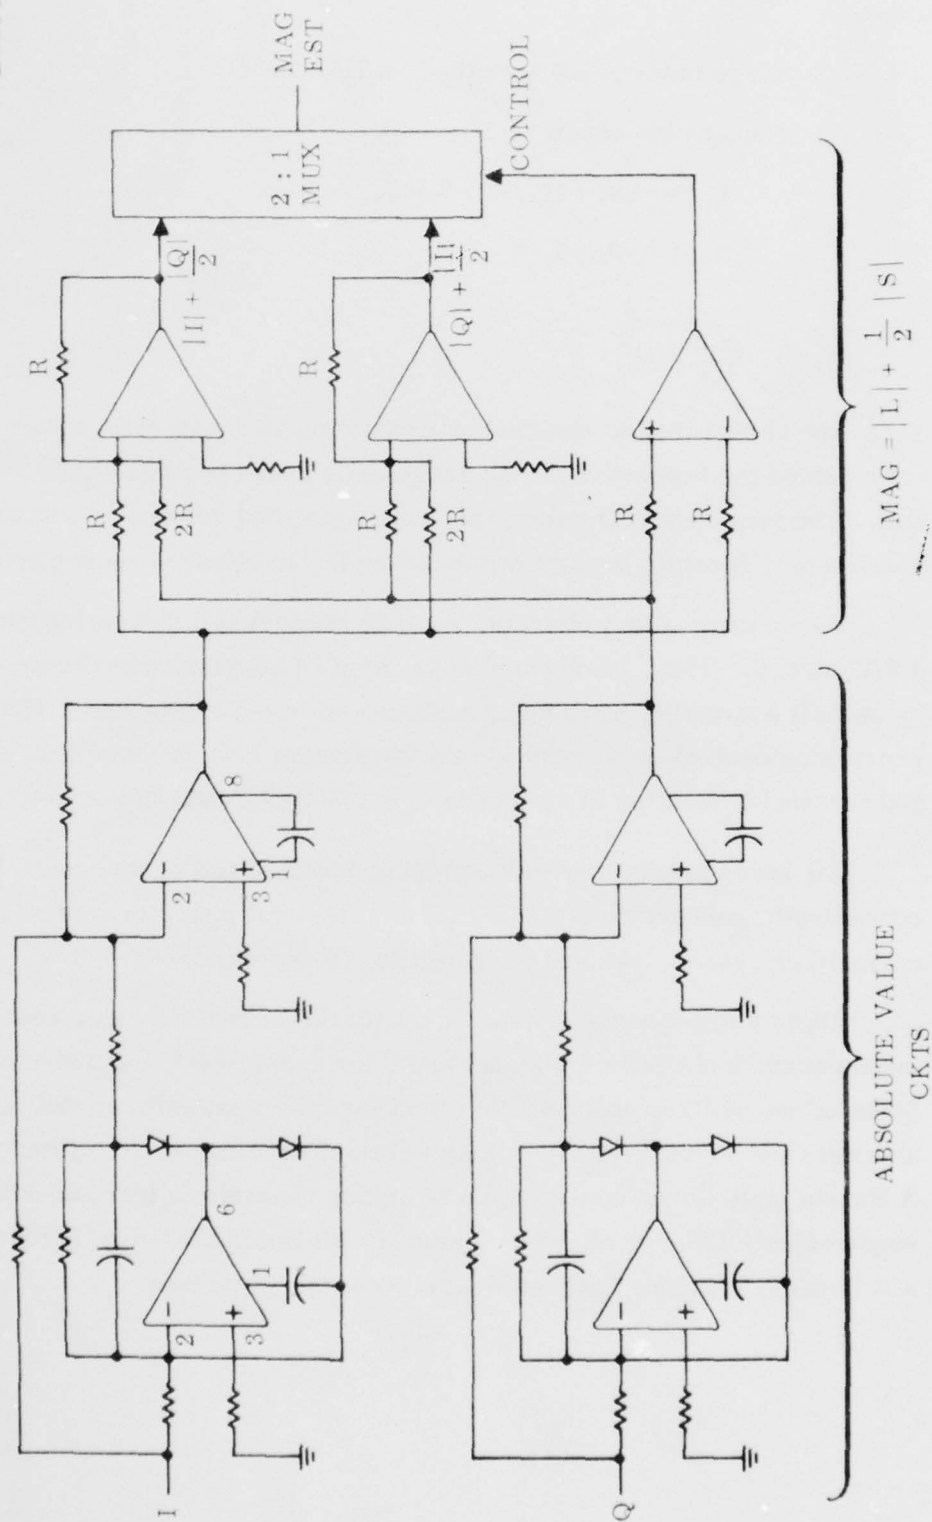 I
Q
2
3
1
6
2
3
1
8
R
2R
R
R
2R
R
R
R
+
-
|I| + |Q|/2
|Q| + |I|/2
2 : 1
MUX
MAG
EST
CONTROL
ABSOLUTE VALUE
CKTS
MAG = |L| + 1/2 |S|